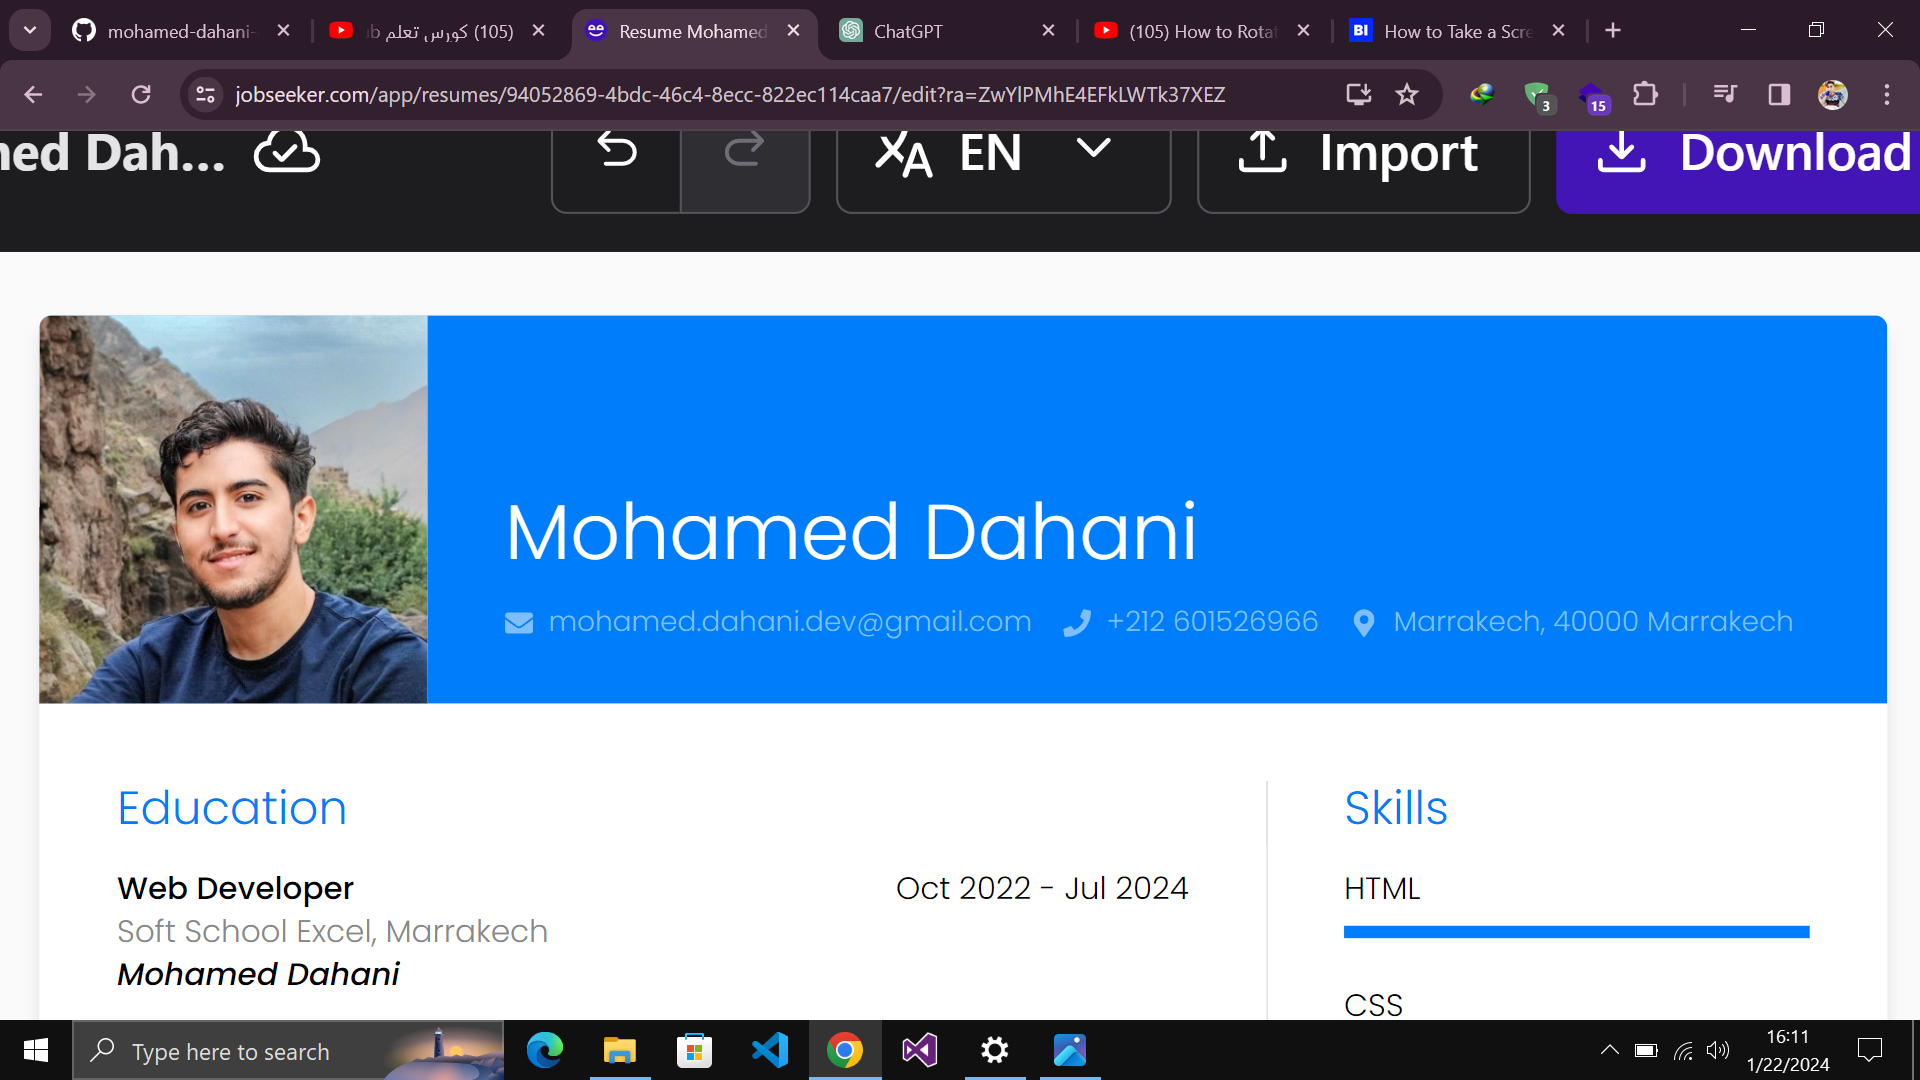 mohamed-dahani-
(105) كورس تعلم
Resume Mohamed
ChatGPT
(105) How to Rotat
BI
How to Take a Scre
jobseeker.com/app/resumes/94052869-4bdc-46c4-8ecc-822ec114caa7/edit?ra=ZwYlPMhE4EFkLWTk37XEZ
3
15
ned Dah...
EN
Import
Download
Mohamed Dahani
mohamed.dahani.dev@gmail.com
+212 601526966
Marrakech, 40000 Marrakech
Education
Skills
Web Developer
Oct 2022 - Jul 2024
HTML
Soft School Excel, Marrakech
Mohamed Dahani
CSS
Type here to search
16:11
1/22/2024